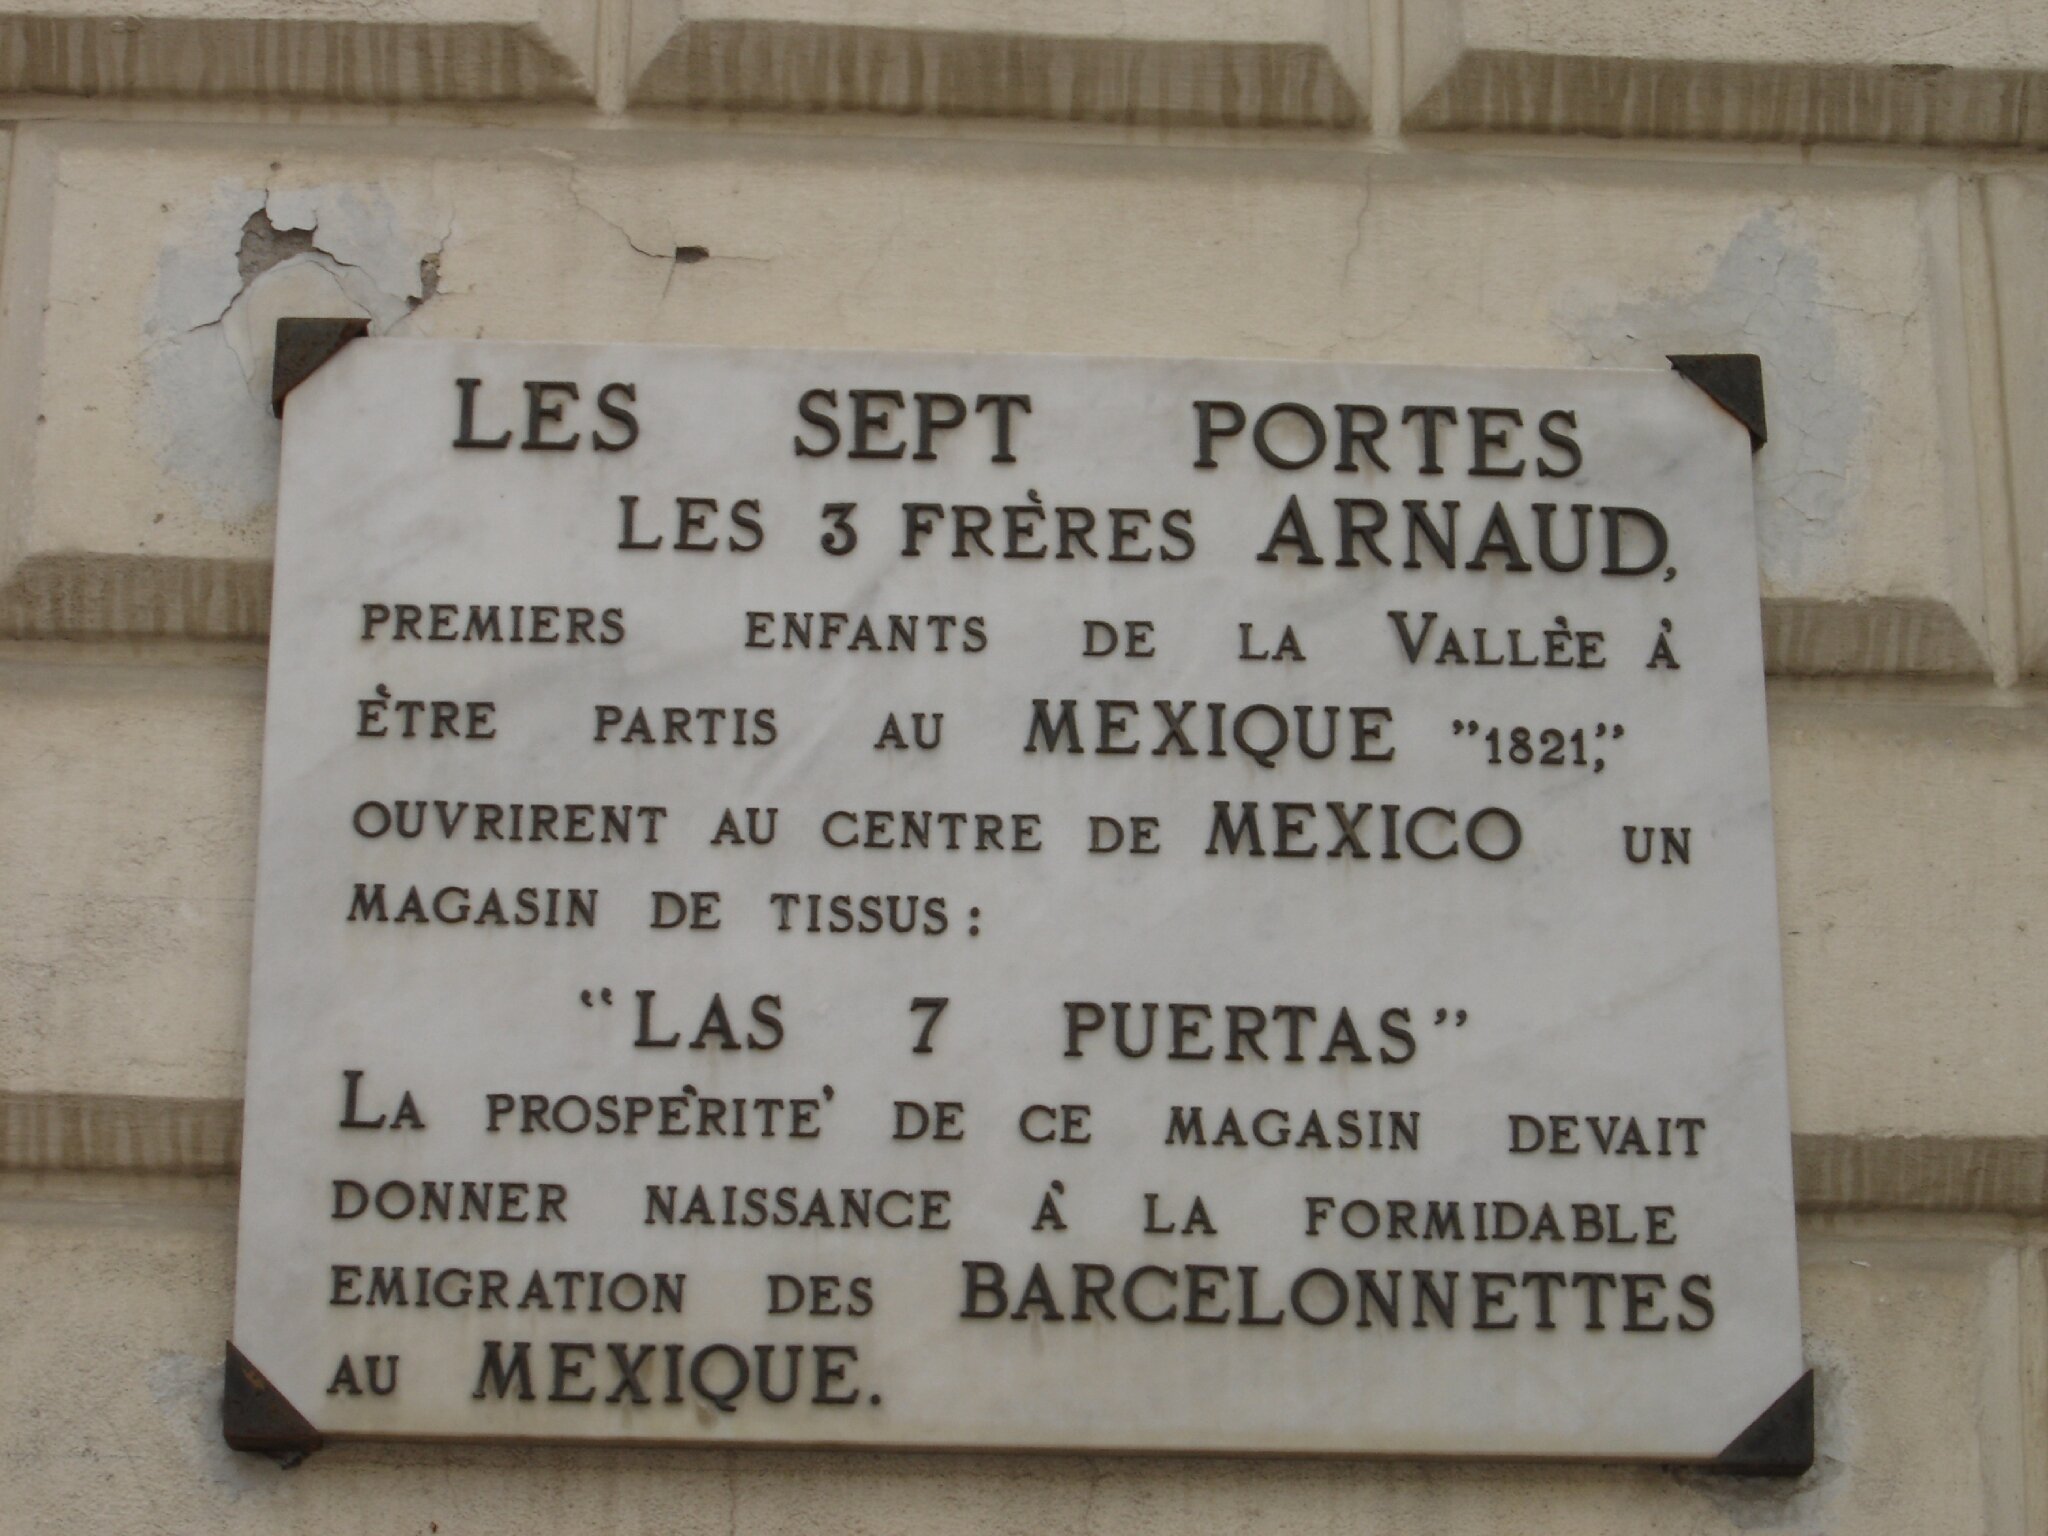 LES SEPT PORTES
LES 3 FRÈRES ARNAUD,
PREMIERS ENFANTS DE LA VALLÈE À
ÈTRE PARTIS AU MEXIQUE ”1821,”
OUVRIRENT AU CENTRE DE MEXICO UN
MAGASIN DE TISSUS :
“LAS 7 PUERTAS”
LA PROSPÉRITÉ DE CE MAGASIN DEVAIT
DONNER NAISSANCE À LA FORMIDABLE
EMIGRATION DES BARCELONNETTES
AU MEXIQUE.